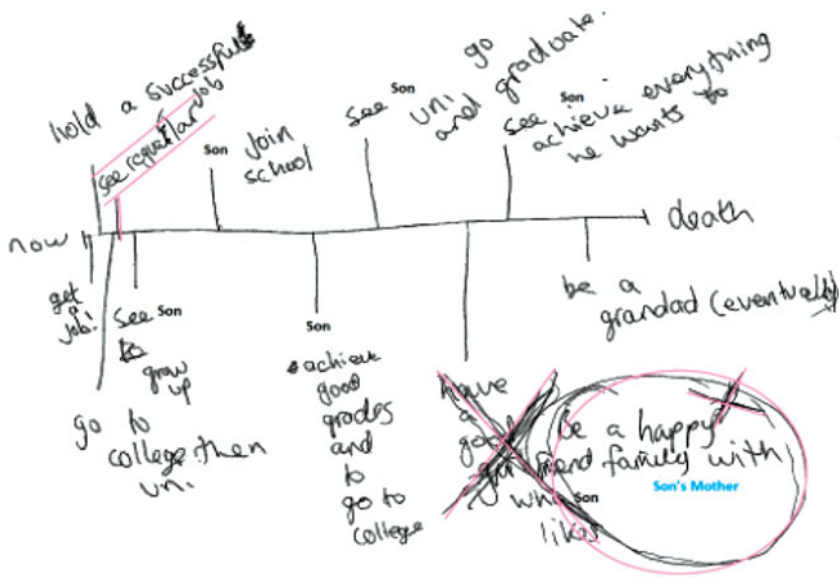 hold a successful
job
see regular
Son Join
school
See Son go
uni
and graduate.
See Son
achieve everything
he wants to
now
death
get
a
job!
See Son
to
grow
up
go to
college then
uni.
Son
achieve
good
grades
and
to
go to
college
have
a
good
girlfriend
who Son
likes
be a happy
family with
Son's Mother
be a
grandad (eventually)